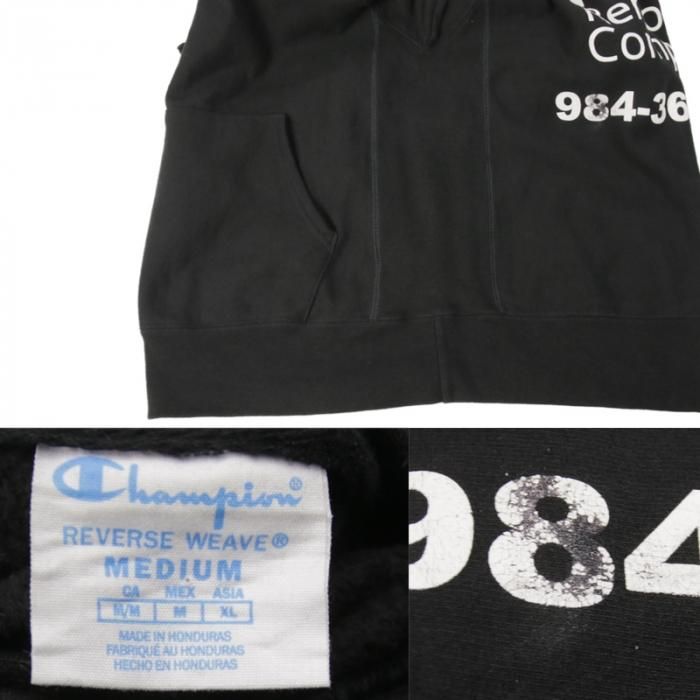 984-36
Champion®
REVERSE WEAVE®
MEDIUM
CA MEX ASIA
M/M M XL
MADE IN HONDURAS
FABRIQUÉ AU HONDURAS
HECHO EN HONDURAS
984